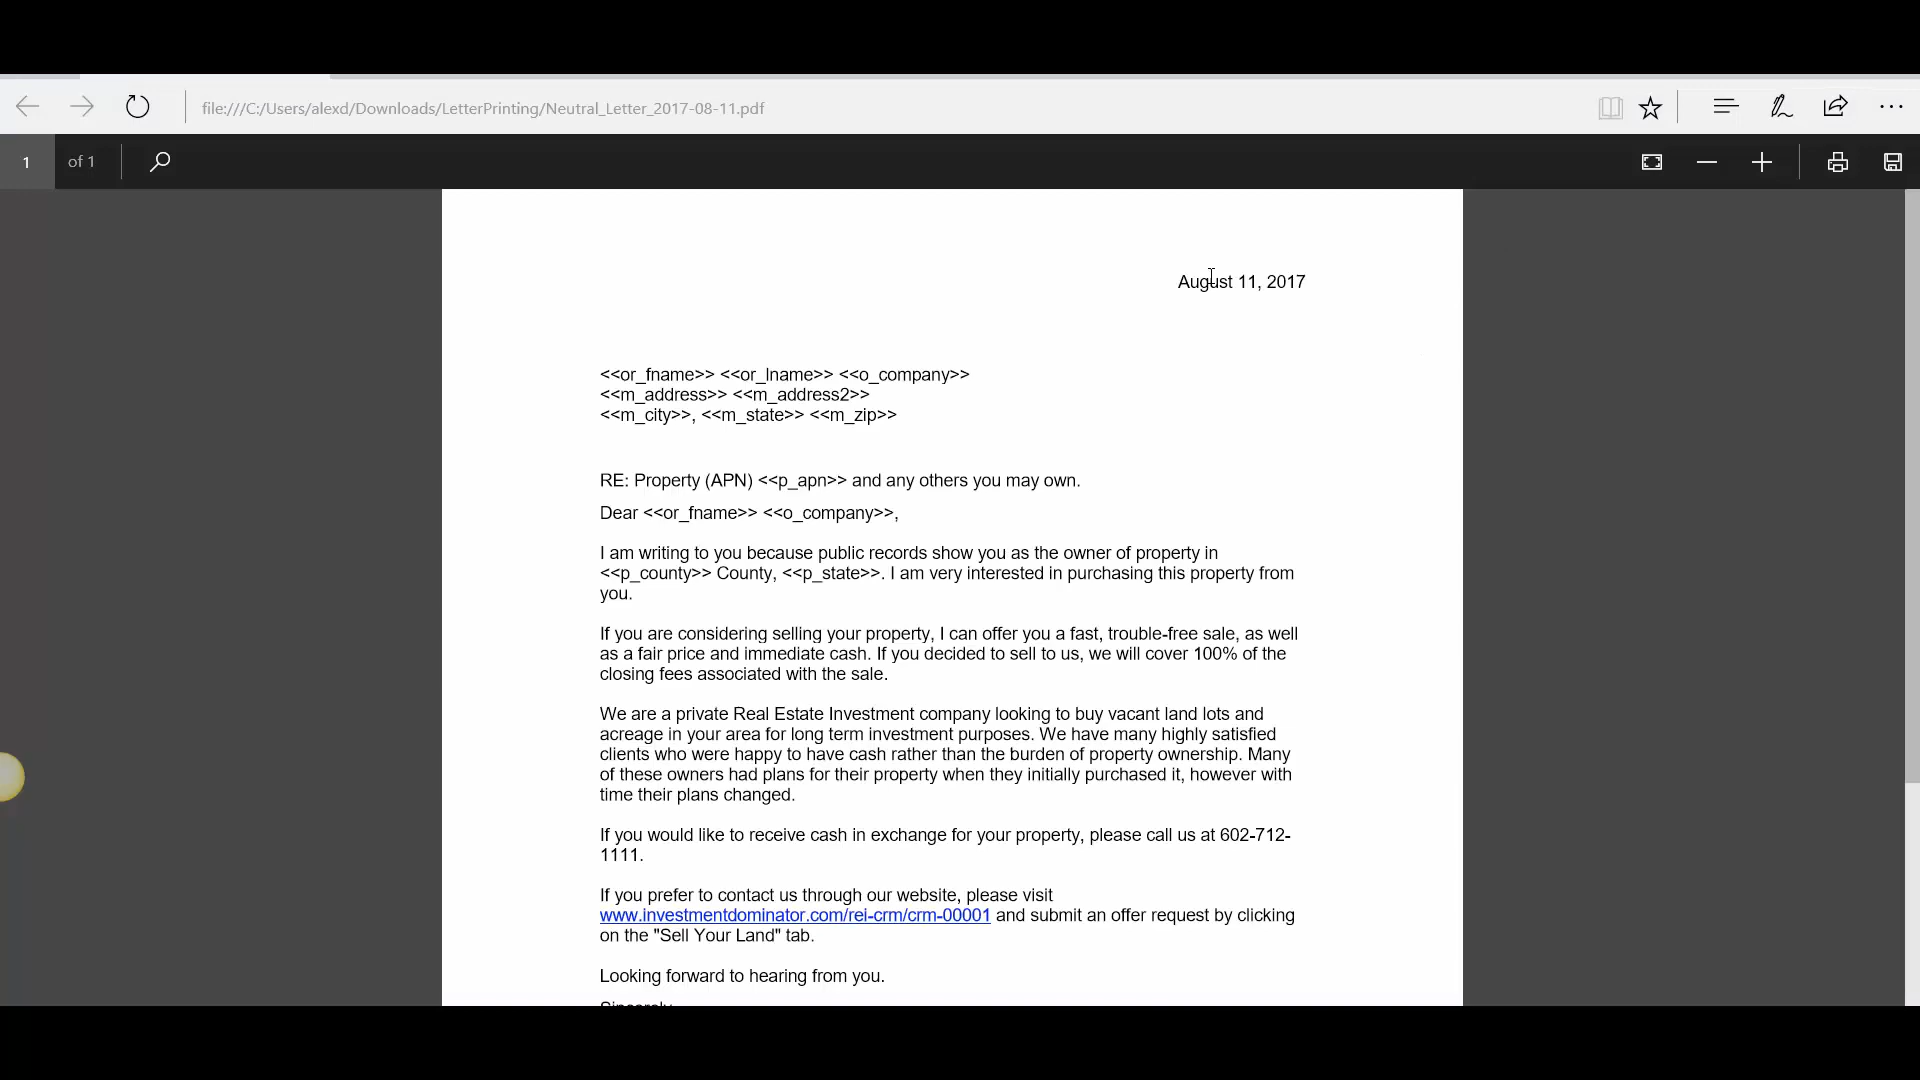 file:///C:/Users/alexd/Downloads/LetterPrinting/Neutral_Letter_2017-08-11.pdf
1 of 1
August 11, 2017
<<or_fname>> <<or_lname>> <<o_company>>
<<m_address>> <<m_address2>>
<<m_city>>, <<m_state>> <<m_zip>>
RE: Property (APN) <<p_apn>> and any others you may own.
Dear <<or_fname>> <<o_company>>,
I am writing to you because public records show you as the owner of property in
<<p_county>> County, <<p_state>>. I am very interested in purchasing this property from
you.
If you are considering selling your property, I can offer you a fast, trouble-free sale, as well
as a fair price and immediate cash. If you decided to sell to us, we will cover 100% of the
closing fees associated with the sale.
We are a private Real Estate Investment company looking to buy vacant land lots and
acreage in your area for long term investment purposes. We have many highly satisfied
clients who were happy to have cash rather than the burden of property ownership. Many
of these owners had plans for their property when they initially purchased it, however with
time their plans changed.
If you would like to receive cash in exchange for your property, please call us at 602-712-
1111.
If you prefer to contact us through our website, please visit
www.investmentdominator.com/rei-crm/crm-00001 and submit an offer request by clicking
on the "Sell Your Land" tab.
Looking forward to hearing from you.